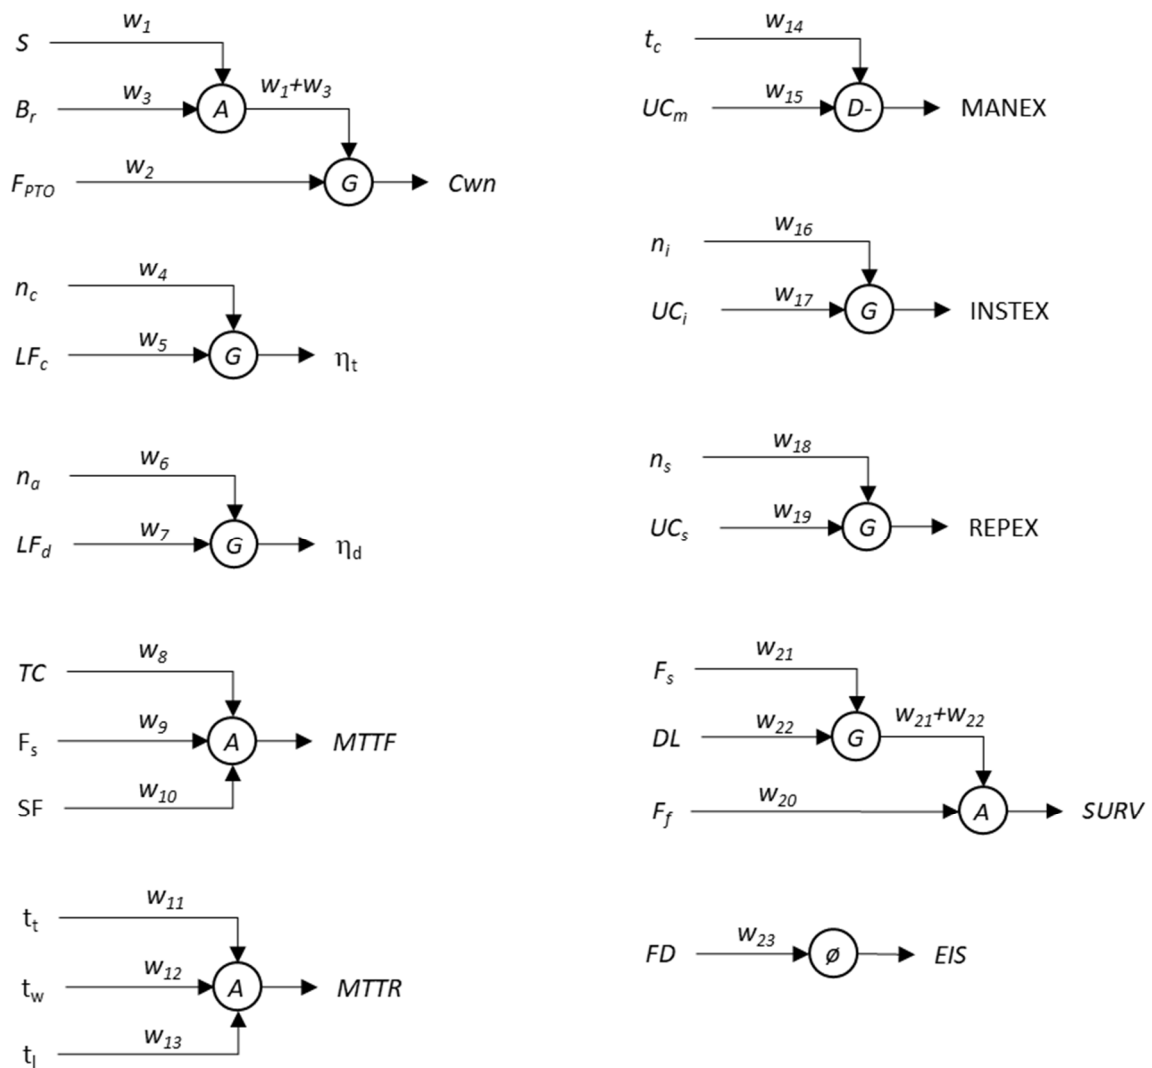 S w1
Br w3 A w1+w3
FPTO w2 G Cwn
nc w4
LFc w5 G ηt
na w6
LFd w7 G ηd
TC w8
Fs w9 A MTTF
SF w10
tt w11
tw w12 A MTTR
tl w13
tc w14
UCm w15 D- MANEX
ni w16
UCi w17 G INSTEX
ns w18
UCs w19 G REPEX
Fs w21
DL w22 G w21+w22
Ff w20 A SURV
FD w23 ø EIS